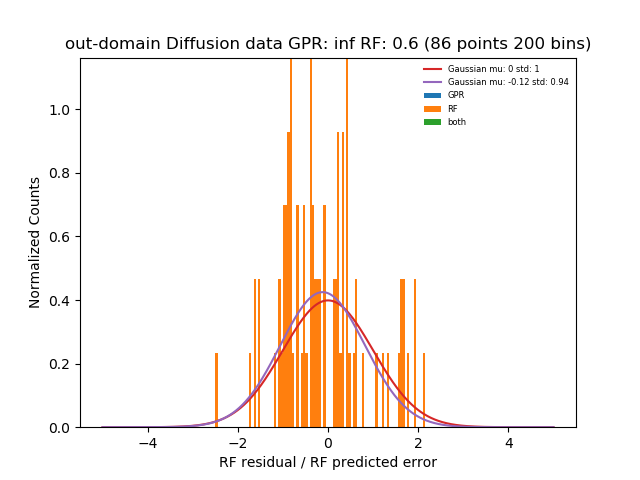 out-domain Diffusion data GPR: inf RF: 0.6 (86 points 200 bins)
Gaussian mu: 0 std: 1
Gaussian mu: -0.12 std: 0.94
GPR
RF
both
Normalized Counts
1.0
0.8
0.6
0.4
0.2
0.0
−4
−2
0
2
4
RF residual / RF predicted error